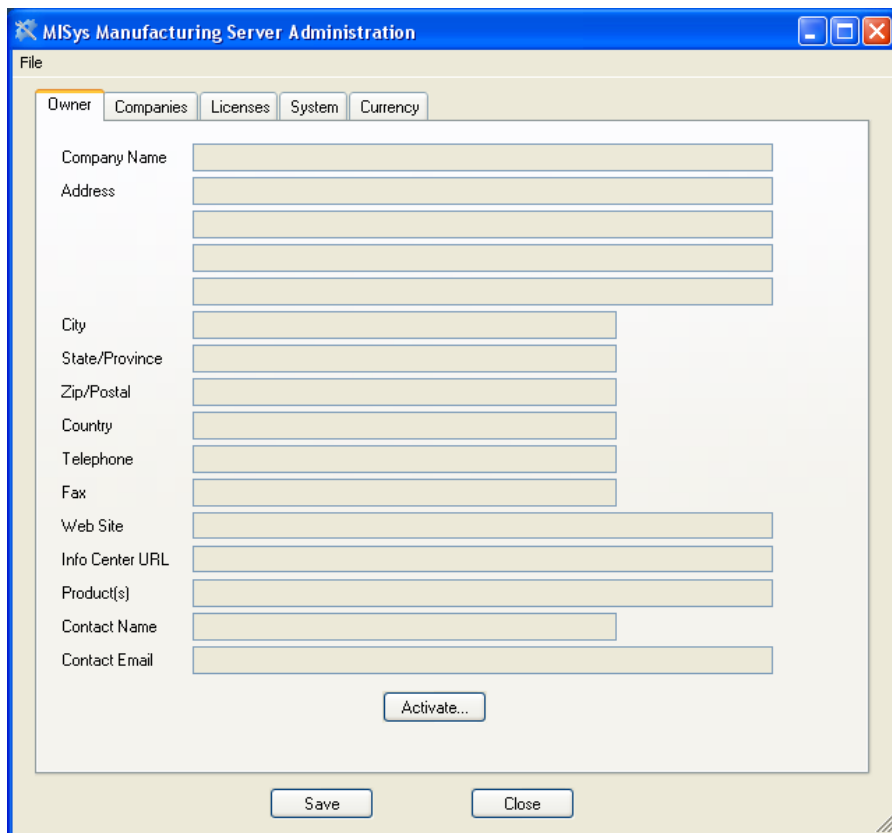 MISys Manufacturing Server Administration
File
Owner Companies Licenses System Currency
Company Name
Address
City
State/Province
Zip/Postal
Country
Telephone
Fax
Web Site
Info Center URL
Product(s)
Contact Name
Contact Email
Activate...
Save Close